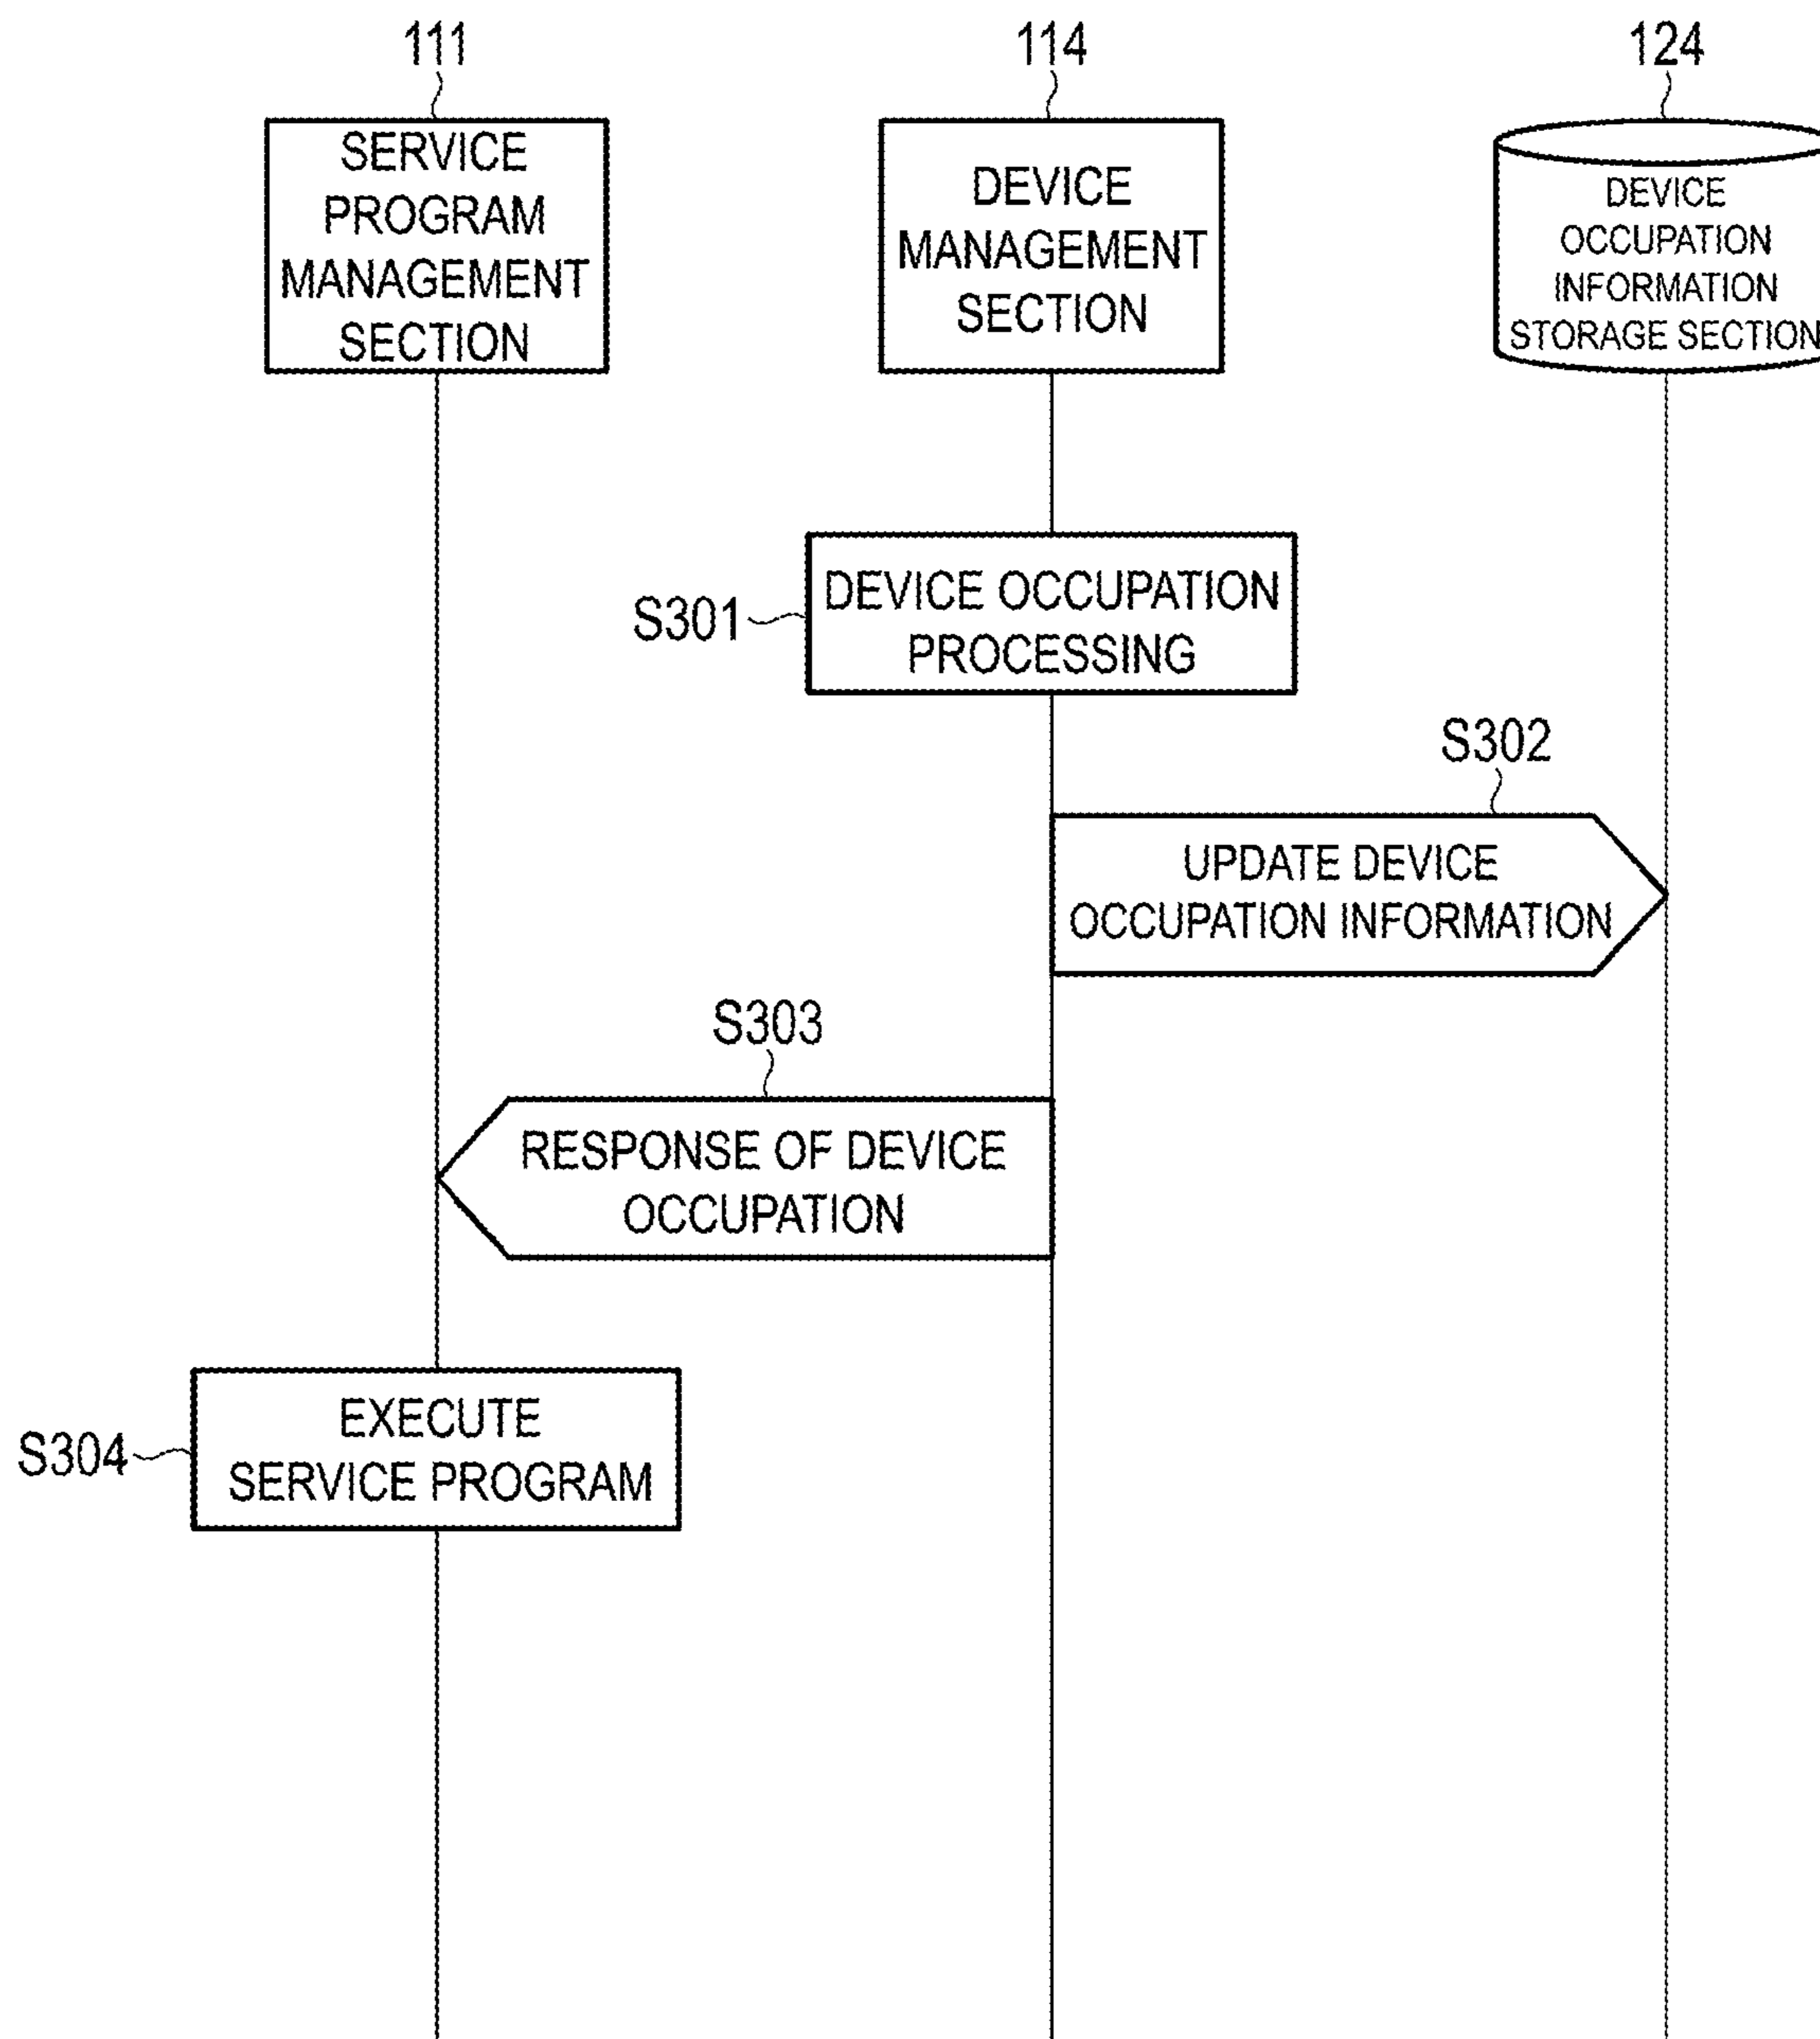 111
SERVICE
PROGRAM
MANAGEMENT
SECTION
114
DEVICE
MANAGEMENT
SECTION
124
DEVICE
OCCUPATION
INFORMATION
STORAGE SECTION
S301
DEVICE OCCUPATION
PROCESSING
S302
UPDATE DEVICE
OCCUPATION INFORMATION
S303
RESPONSE OF DEVICE
OCCUPATION
S304
EXECUTE
SERVICE PROGRAM